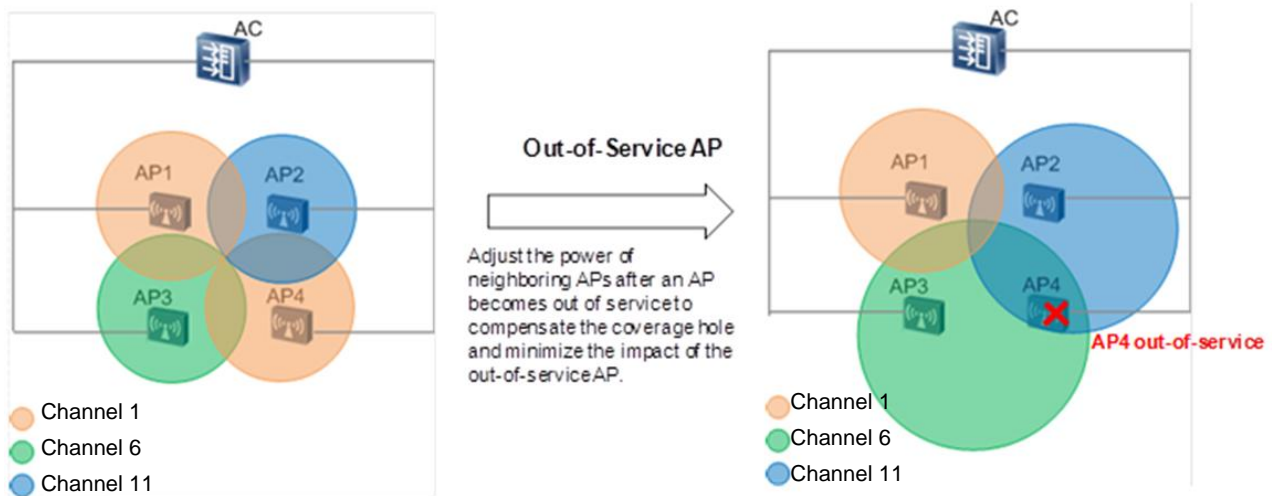 AC
AP1
AP2
AP3
AP4
Channel 1
Channel 6
Channel 11
Out-of-Service AP
Adjust the power of
neighboring APs after an AP
becomes out of service to
compensate the coverage hole
and minimize the impact of the
out-of-service AP.
AC
AP1
AP2
AP3
AP4
AP4 out-of-service
Channel 1
Channel 6
Channel 11